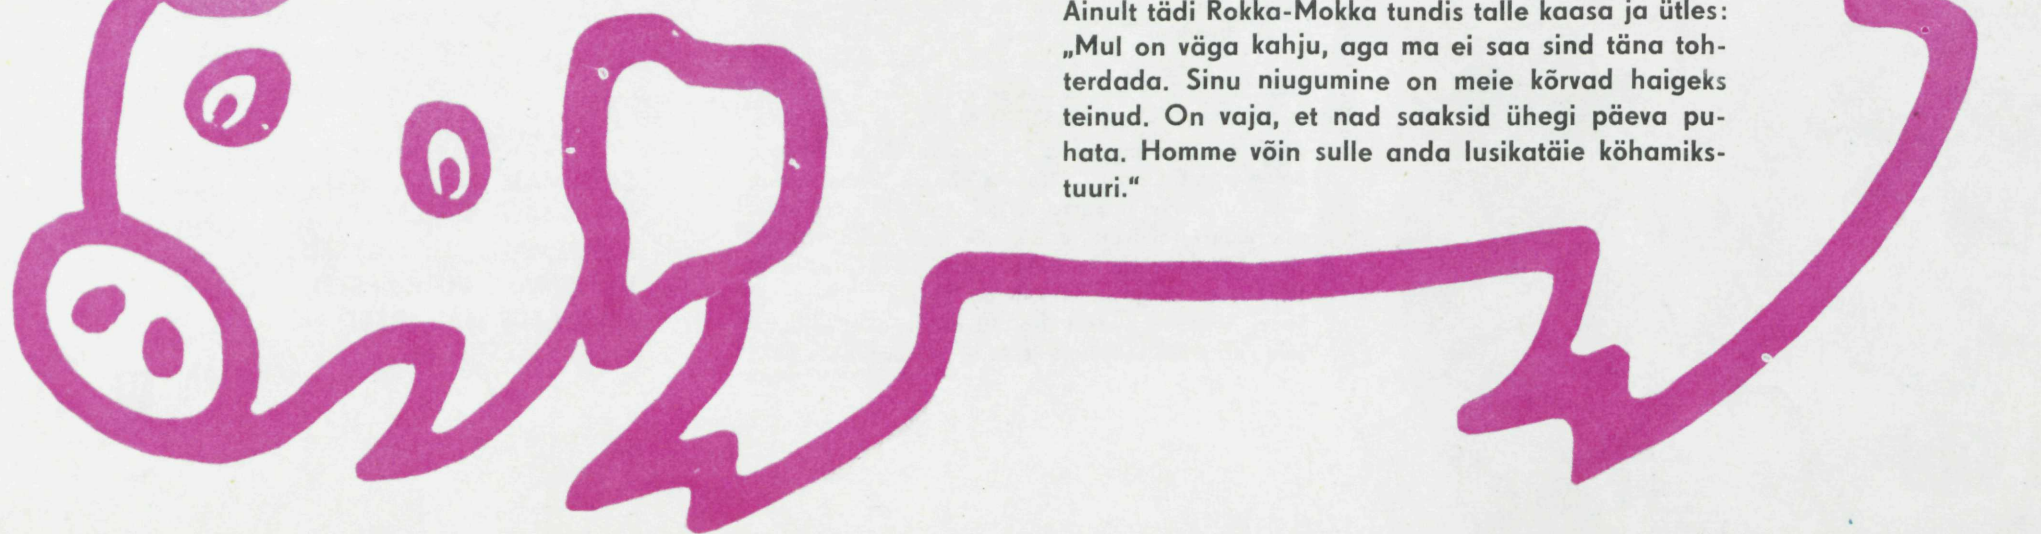 Ainult tädi Rokka-Mokka tundis talle kaasa ja ütles:
„Mul on väga kahju, aga ma ei saa sind täna toh-
terdada. Sinu niugumine on meie kõrvad haigeks
teinud. On vaja, et nad saaksid ühegi päeva pu-
hata. Homme võin sulle anda lusikatäie köhamiks-
tuuri.“